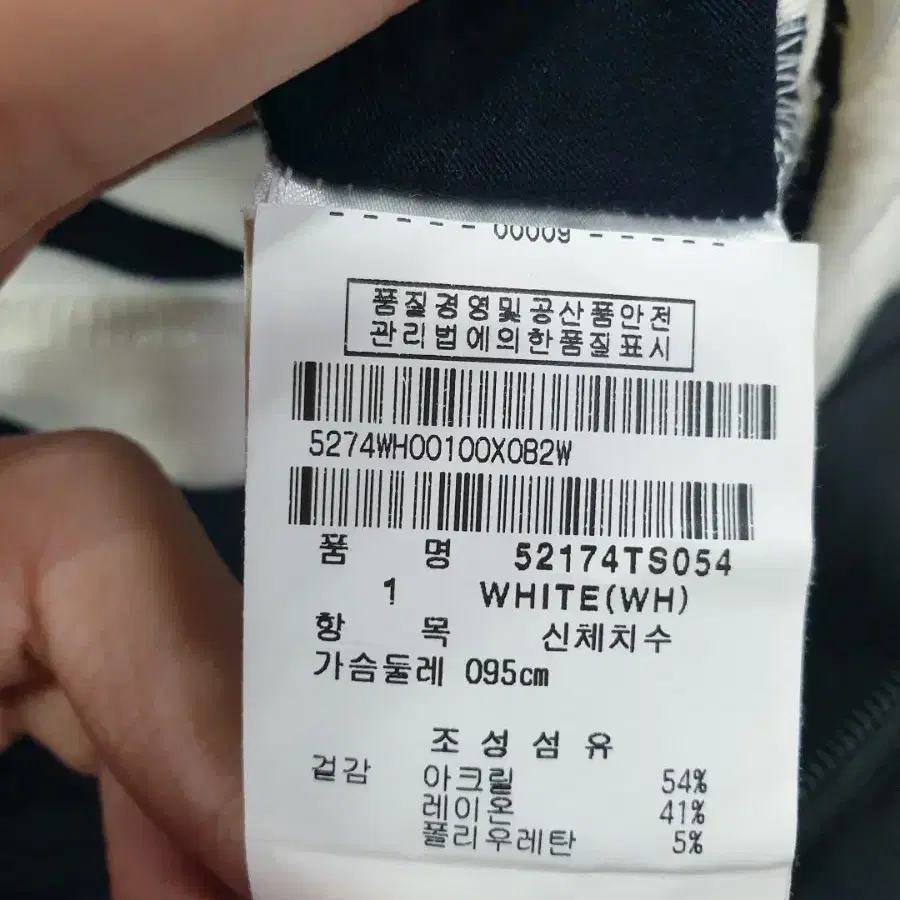 - - - - - 00009 - - - - -
품질경영및공산품안전
관리법에의한품질표시
5274WH00100X0B2W
품 명 52174TS054
1 WHITE(WH)
항 목 신체치수
가슴둘레 095cm
조성섬유
겉감 아크릴 54%
레이온 41%
폴리우레탄 5%